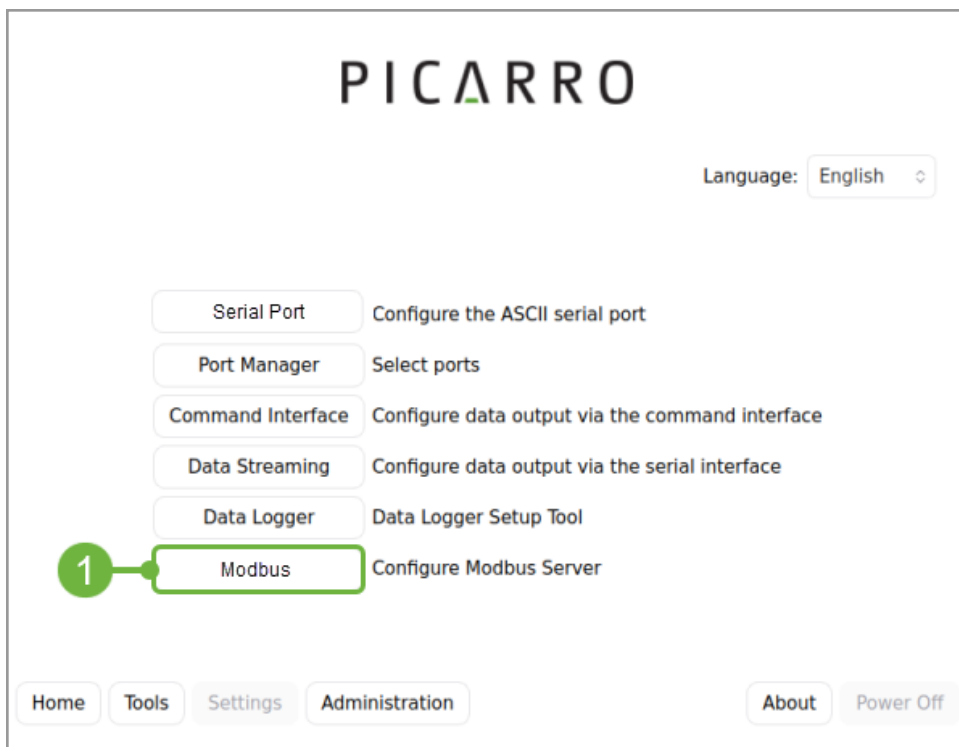 PICARRO
Language: English
Serial Port Configure the ASCII serial port
Port Manager Select ports
Command Interface Configure data output via the command interface
Data Streaming Configure data output via the serial interface
Data Logger Data Logger Setup Tool
1 Modbus Configure Modbus Server
Home Tools Settings Administration About Power Off